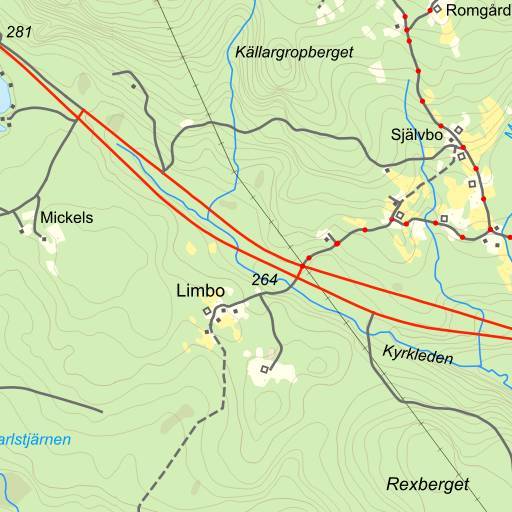 Romgård
281
Källargropberget
Självbo
Mickels
264
Limbo
Kyrkleden
arlstjärnen
Rexberget